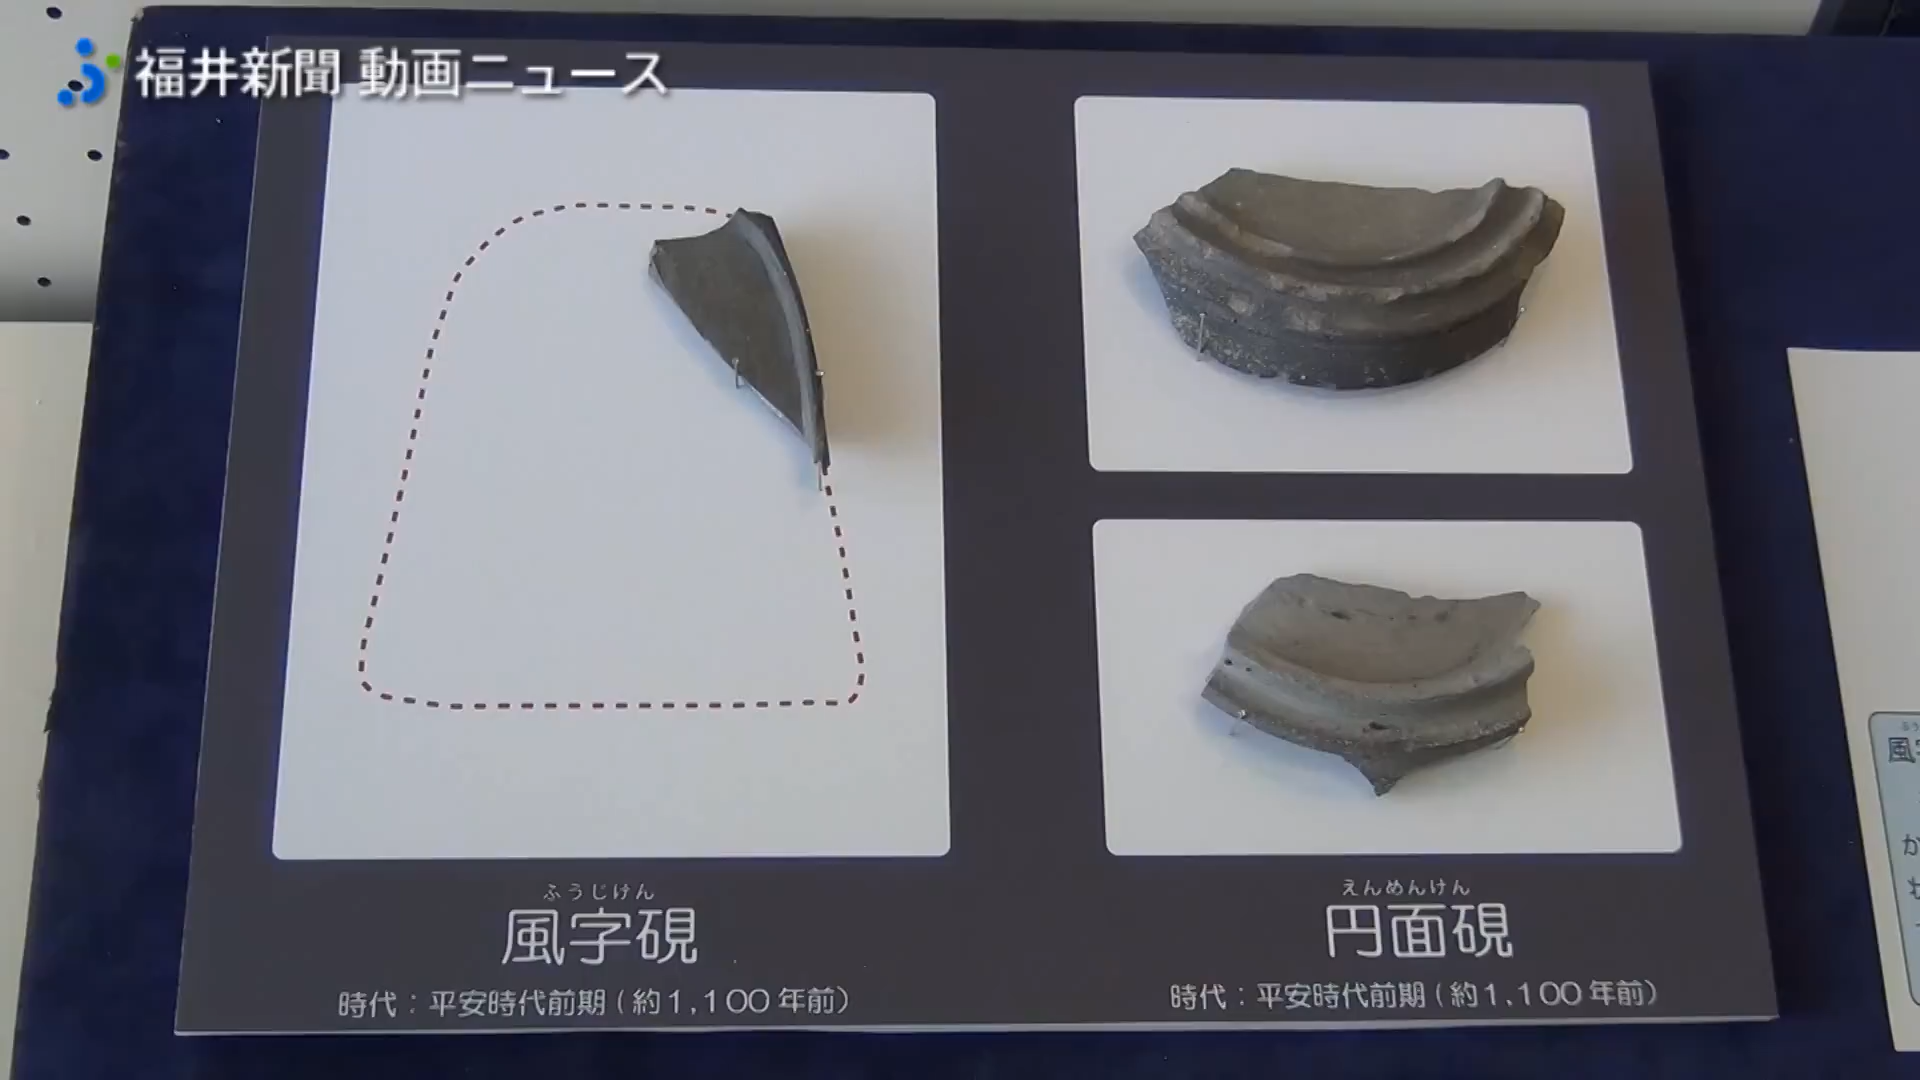 福井新聞 動画ニュース
ふうじけん
風字硯
時代：平安時代前期（約1,100年前）
えんめんけん
円面硯
時代：平安時代前期（約1,100年前）
風
か